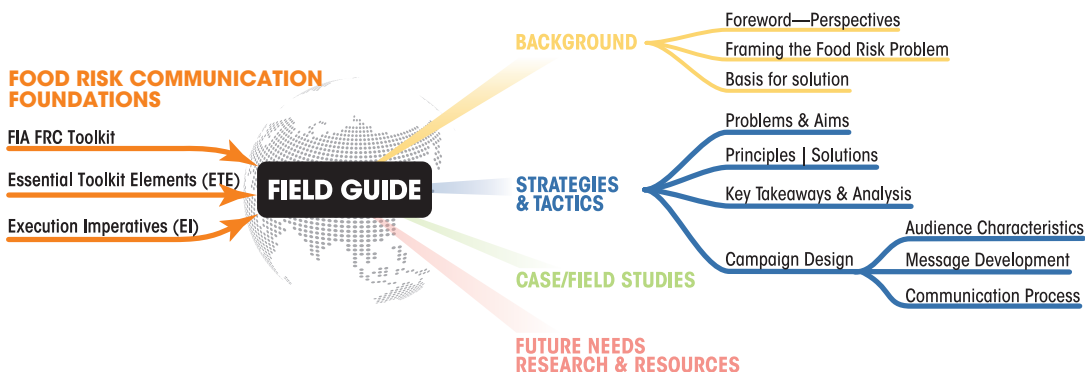 FOOD RISK COMMUNICATION
FOUNDATIONS
FIA FRC Toolkit
Essential Toolkit Elements (ETE)
Execution Imperatives (EI)
FIELD GUIDE
BACKGROUND
Foreword—Perspectives
Framing the Food Risk Problem
Basis for solution
STRATEGIES
& TACTICS
Problems & Aims
Principles | Solutions
Key Takeaways & Analysis
Campaign Design
Audience Characteristics
Message Development
Communication Process
CASE/FIELD STUDIES
FUTURE NEEDS
RESEARCH & RESOURCES